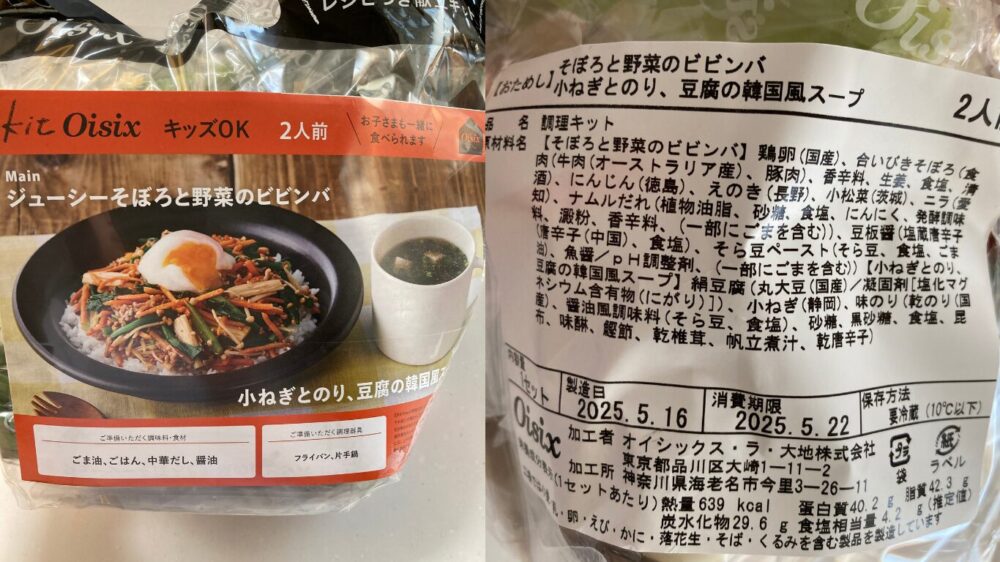 Oisix
レシピつき献立キット
Kit Oisix キッズOK 2人前
お子さまも一緒に
食べられます
Oisix
Main
ジューシーそぼろと野菜のビビンバ
小ねぎとのり、豆腐の韓国風ス
ご準備いただく調味料・食材
ごま油、ごはん、中華だし、醤油
ご準備いただく調理器具
フライパン、片手鍋
Oisix
そぼろと野菜のビビンバ
【おためし】小ねぎとのり、豆腐の韓国風スープ
2人
品 名 調理キット
原材料名 【そぼろと野菜のビビンバ】鶏卵(国産)、合いびきそぼろ(食
肉(牛肉(オーストラリア産)、豚肉)、香辛料、生姜、食塩、清
酒)、にんじん(徳島)、えのき(長野)、小松菜(茨城)、ニラ(愛
知)、ナムルだれ(植物油脂、砂糖、食塩、にんにく、発酵調味
料、澱粉、香辛料、(一部にごまを含む))、豆板醤(塩蔵唐辛子
(唐辛子(中国)、食塩)、そら豆ペースト(そら豆、食塩、ごま
油)、魚醤/pH調整剤、(一部にごまを含む))【小ねぎとのり、
豆腐の韓国風スープ】絹豆腐(丸大豆(国産)/凝固剤[塩化マグ
ネシウム含有物(にがり)])、小ねぎ(静岡)、味のり(乾のり(国
産)、醤油風調味料(そら豆、食塩)、砂糖、黒砂糖、食塩、昆
布、味醂、鰹節、乾椎茸、帆立煮汁、乾唐辛子)
内容量
1セット
製造日
2025.5.16
消費期限
2025.5.22
保存方法
要冷蔵 (10℃以下)
Oisix
加工者 オイシックス・ラ・大地株式会社
東京都品川区大崎1-11-2
加工所 神奈川県海老名市今里3-26-11
プラ
袋
紙
ラベル
(1セットあたり)熱量639 kcal 蛋白質40.2 g 脂質42.3 g
炭水化物29.6 g 食塩相当量4.2 g (推定値)
乳・卵・えび・かに・落花生・そば・くるみを含む製品を製造しています